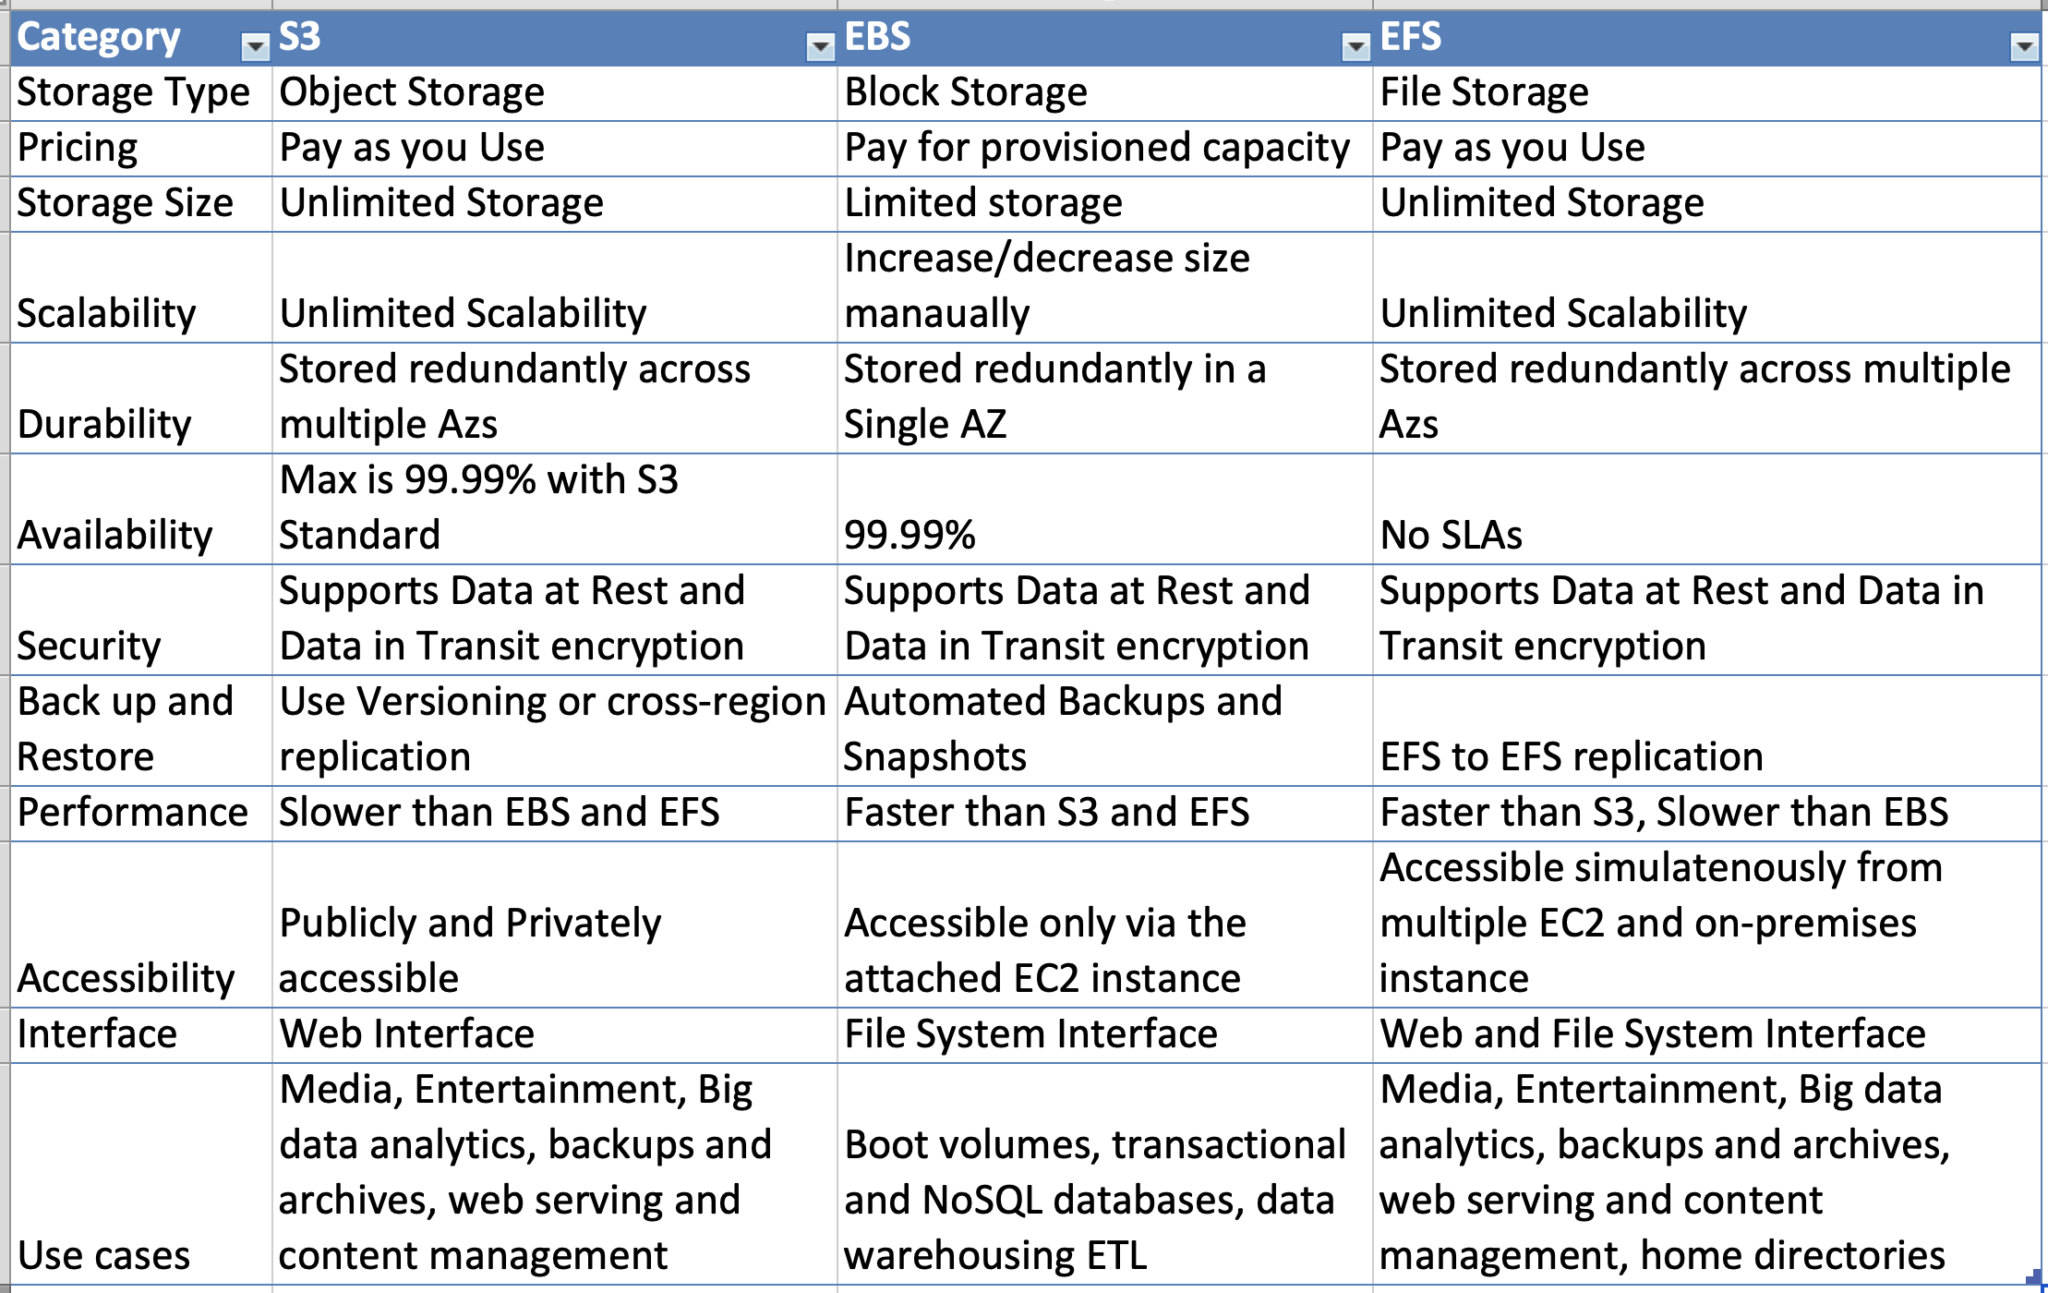 Category S3 EBS EFS
Storage Type Object Storage Block Storage File Storage
Pricing Pay as you Use Pay for provisioned capacity Pay as you Use
Storage Size Unlimited Storage Limited storage Unlimited Storage
Scalability Unlimited Scalability Increase/decrease size
manaually Unlimited Scalability
Durability Stored redundantly across
multiple Azs Stored redundantly in a
Single AZ Stored redundantly across multiple
Azs
Availability Max is 99.99% with S3
Standard 99.99% No SLAs
Security Supports Data at Rest and
Data in Transit encryption Supports Data at Rest and
Data in Transit encryption Supports Data at Rest and Data in
Transit encryption
Back up and
Restore Use Versioning or cross-region
replication Automated Backups and
Snapshots EFS to EFS replication
Performance Slower than EBS and EFS Faster than S3 and EFS Faster than S3, Slower than EBS
Accessibility Publicly and Privately
accessible Accessible only via the
attached EC2 instance Accessible simulatenously from
multiple EC2 and on-premises
instance
Interface Web Interface File System Interface Web and File System Interface
Use cases Media, Entertainment, Big
data analytics, backups and
archives, web serving and
content management Boot volumes, transactional
and NoSQL databases, data
warehousing ETL Media, Entertainment, Big data
analytics, backups and archives,
web serving and content
management, home directories